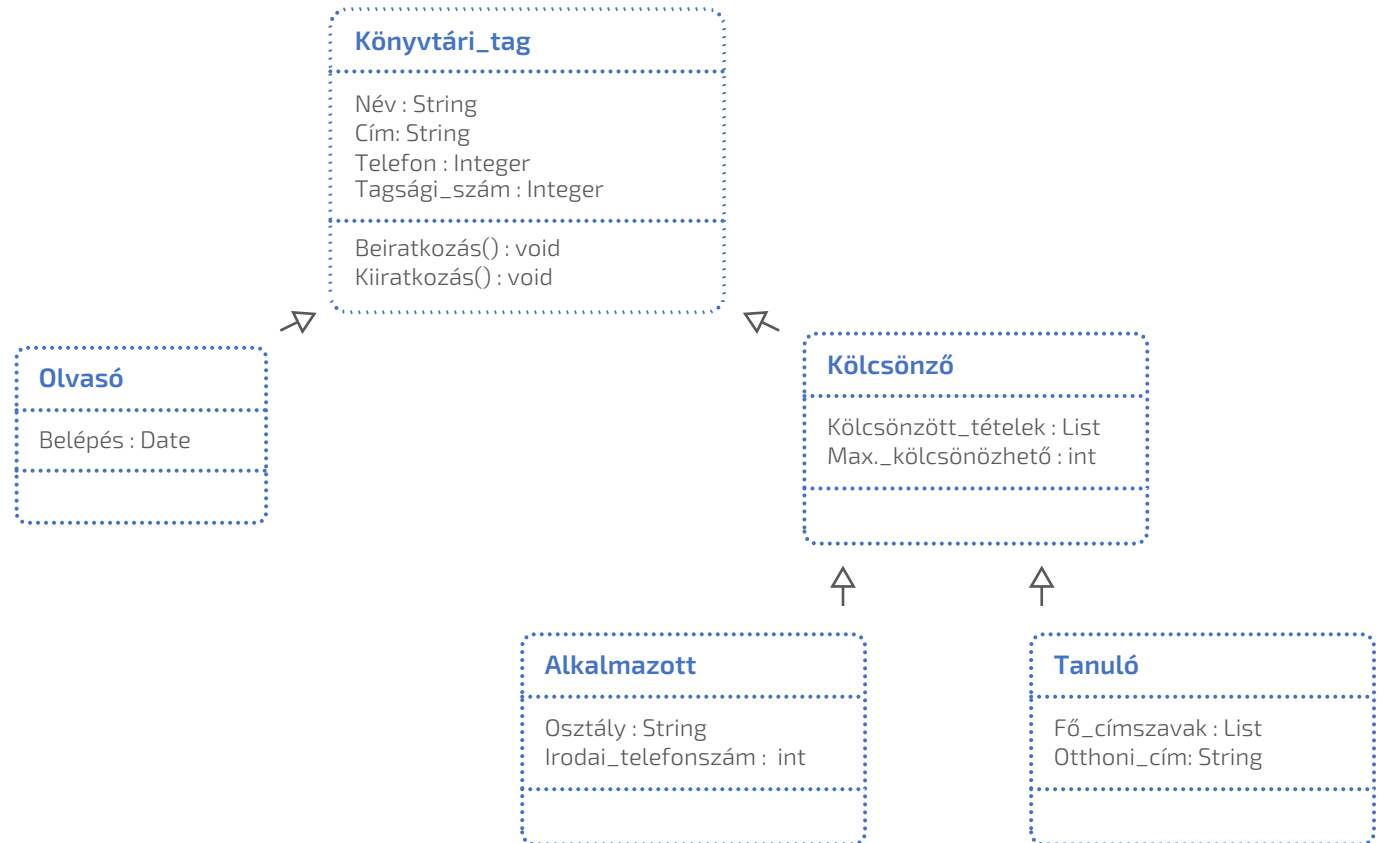 Könyvtári_tag
Név : String
Cím: String
Telefon : Integer
Tagsági_szám : Integer
Beiratkozás() : void
Kiiratkozás() : void
Olvasó
Belépés : Date
Kölcsönző
Kölcsönzött_tételek : List
Max._kölcsönözhető : int
Alkalmazott
Osztály : String
Irodai_telefonszám :  int
Tanuló
Fő_címszavak : List
Otthoni_cím: String